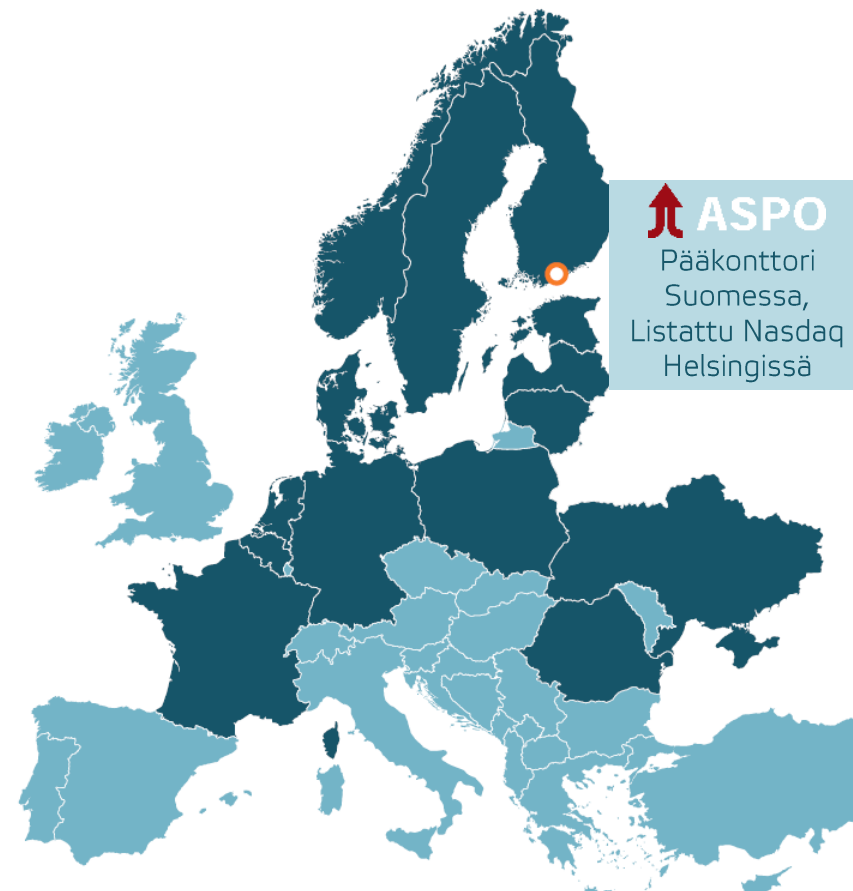 ASPO
Pääkonttori
Suomessa,
Listattu Nasdaq
Helsingissä